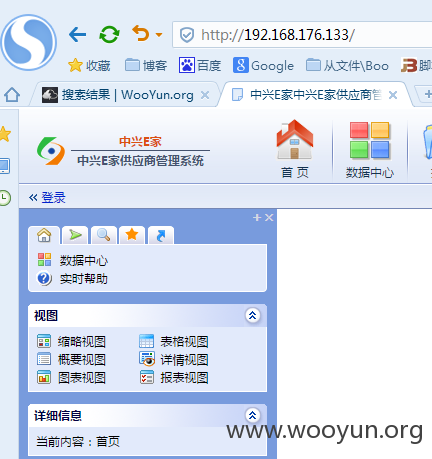 http://192.168.176.133/
收藏 博客 百度 Google 从文件\Boo 脚
搜索结果 | WooYun.org 中兴E家中兴E家供应商管
中兴E家
中兴E家供应商管理系统
首 页 数据中心
« 登录
数据中心
实时帮助
视图
缩略视图 表格视图
概要视图 详情视图
图表视图 报表视图
详细信息
当前内容：首页
www.wooyun.org